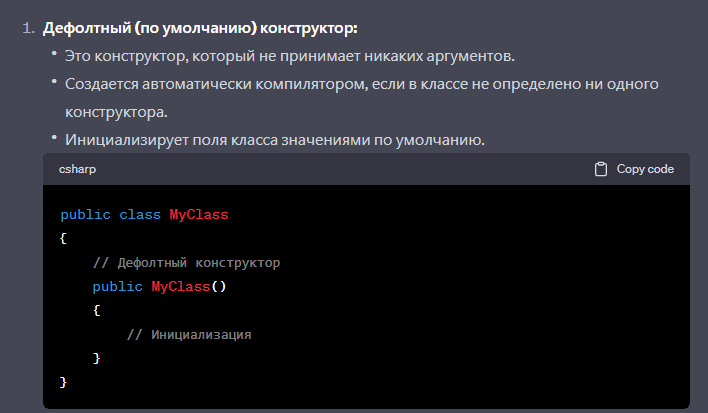 1. Дефолтный (по умолчанию) конструктор:
• Это конструктор, который не принимает никаких аргументов.
• Создается автоматически компилятором, если в классе не определено ни одного
конструктора.
• Инициализирует поля класса значениями по умолчанию.
csharp Copy code
public class MyClass
{
    // Дефолтный конструктор
    public MyClass()
    {
        // Инициализация
    }
}